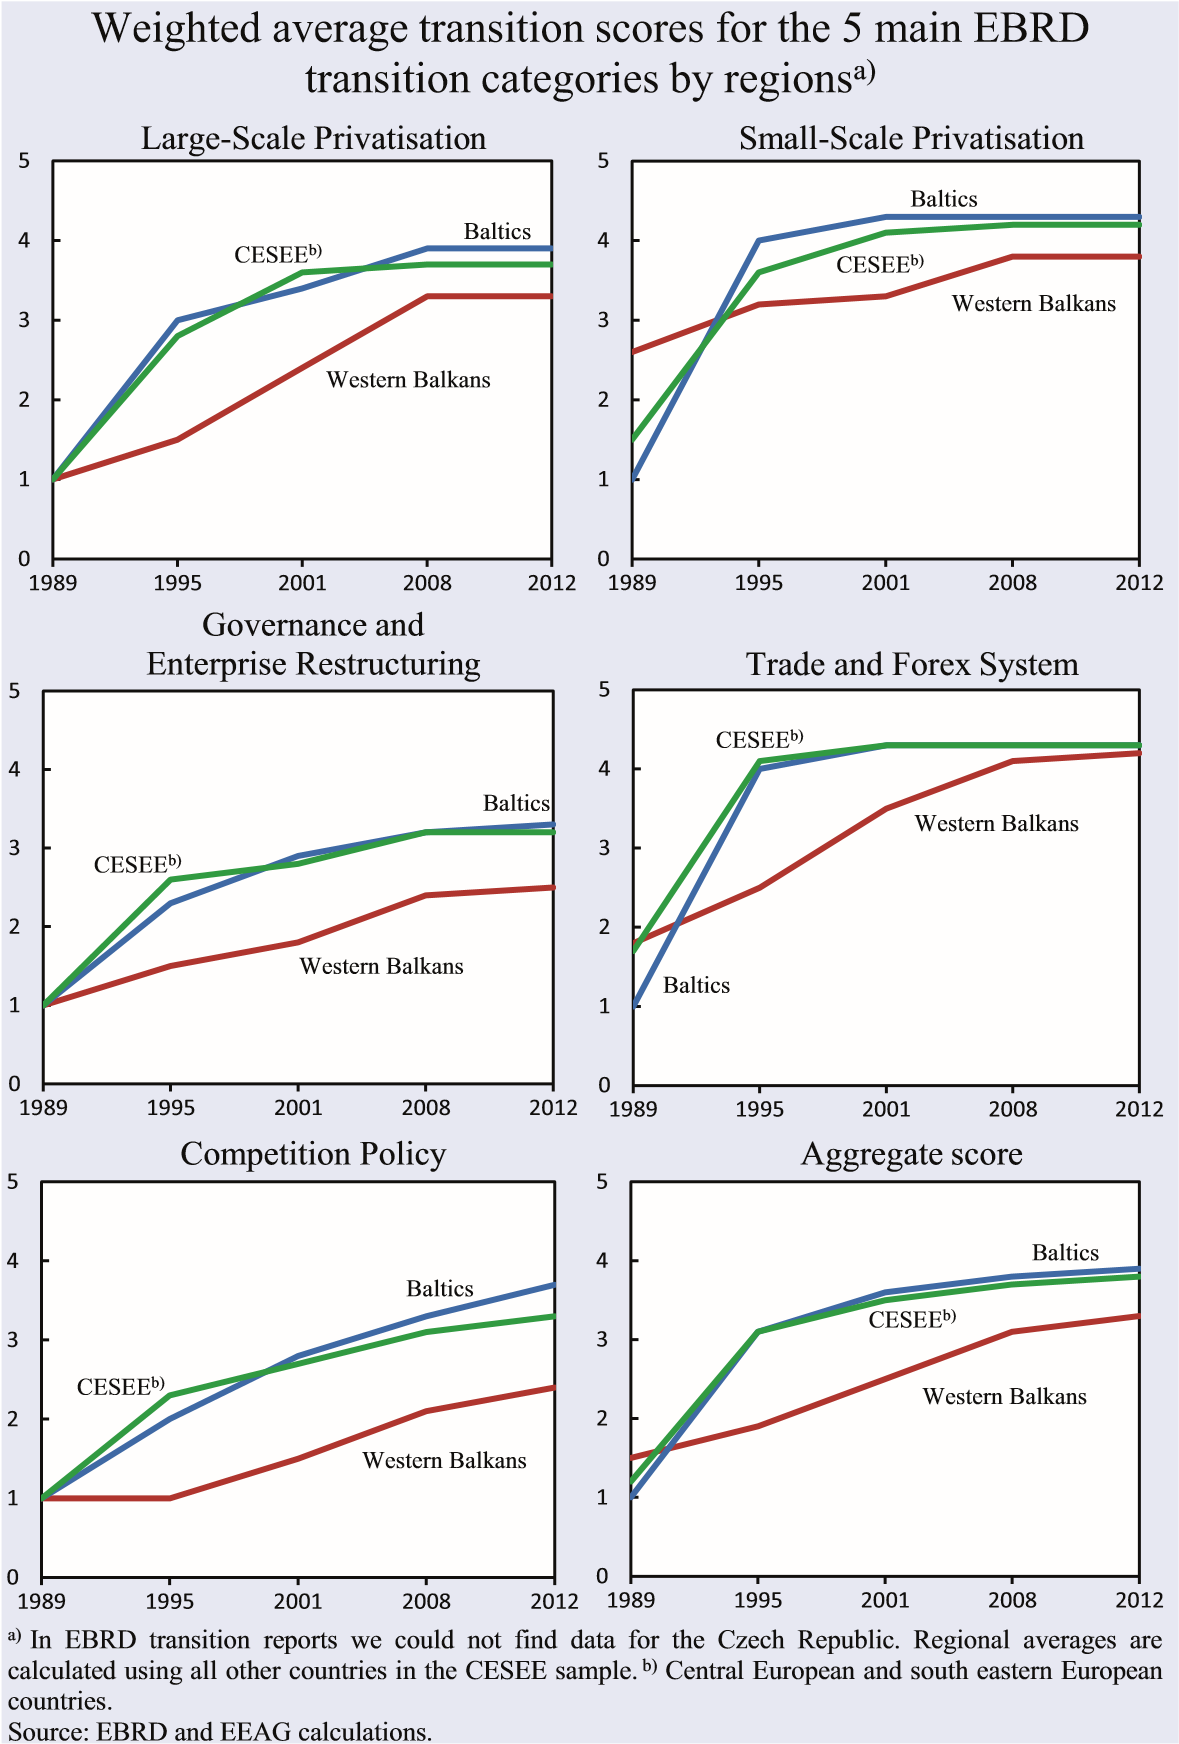 Weighted average transition scores for the 5 main EBRD
transition categories by regionsa)
Large-Scale Privatisation
5
4
3
2
1
0
Baltics
CESEEb)
Western Balkans
1989 1995 2001 2008 2012
Small-Scale Privatisation
5
4
3
2
1
0
Baltics
CESEEb)
Western Balkans
1989 1995 2001 2008 2012
Governance and
Enterprise Restructuring
5
4
3
2
1
0
Baltics
CESEEb)
Western Balkans
1989 1995 2001 2008 2012
Trade and Forex System
5
4
3
2
1
0
CESEEb)
Western Balkans
Baltics
1989 1995 2001 2008 2012
Competition Policy
5
4
3
2
1
0
Baltics
CESEEb)
Western Balkans
1989 1995 2001 2008 2012
Aggregate score
5
4
3
2
1
0
Baltics
CESEEb)
Western Balkans
1989 1995 2001 2008 2012
a) In EBRD transition reports we could not find data for the Czech Republic. Regional averages are
calculated using all other countries in the CESEE sample. b) Central European and south eastern European
countries.
Source: EBRD and EEAG calculations.